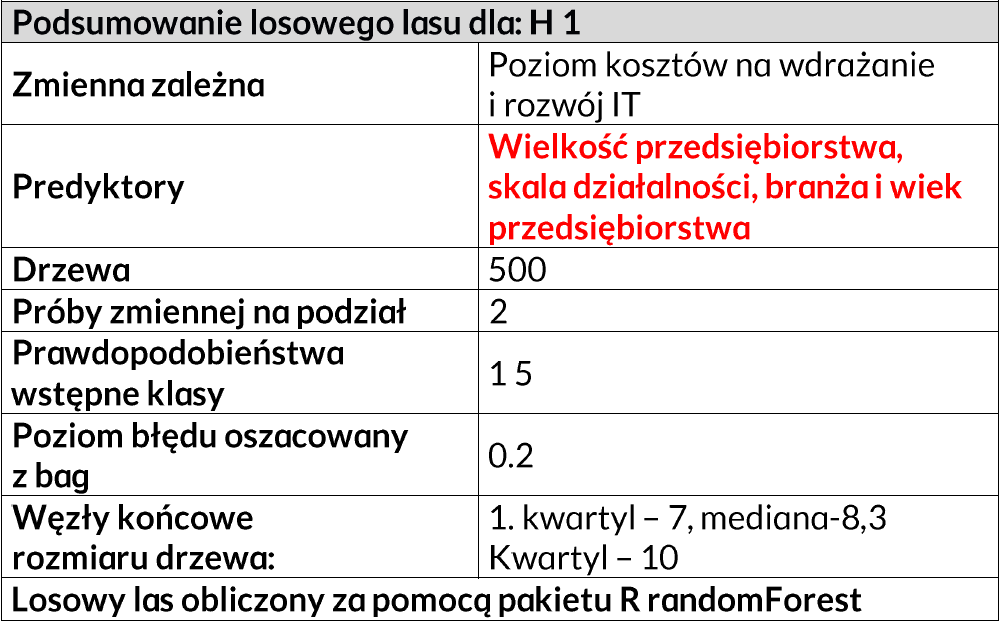 Podsumowanie losowego lasu dla: H 1
Zmienna zależna
Poziom kosztów na wdrażanie
i rozwój IT
Predyktory
Wielkość przedsiębiorstwa,
skala działalności, branża i wiek
przedsiębiorstwa
Drzewa
500
Próby zmiennej na podział
2
Prawdopodobieństwa
wstępne klasy
1 5
Poziom błędu oszacowany
z bag
0.2
Węzły końcowe
rozmiaru drzewa:
1. kwartyl – 7, mediana-8,3
Kwartyl – 10
Losowy las obliczony za pomocą pakietu R randomForest